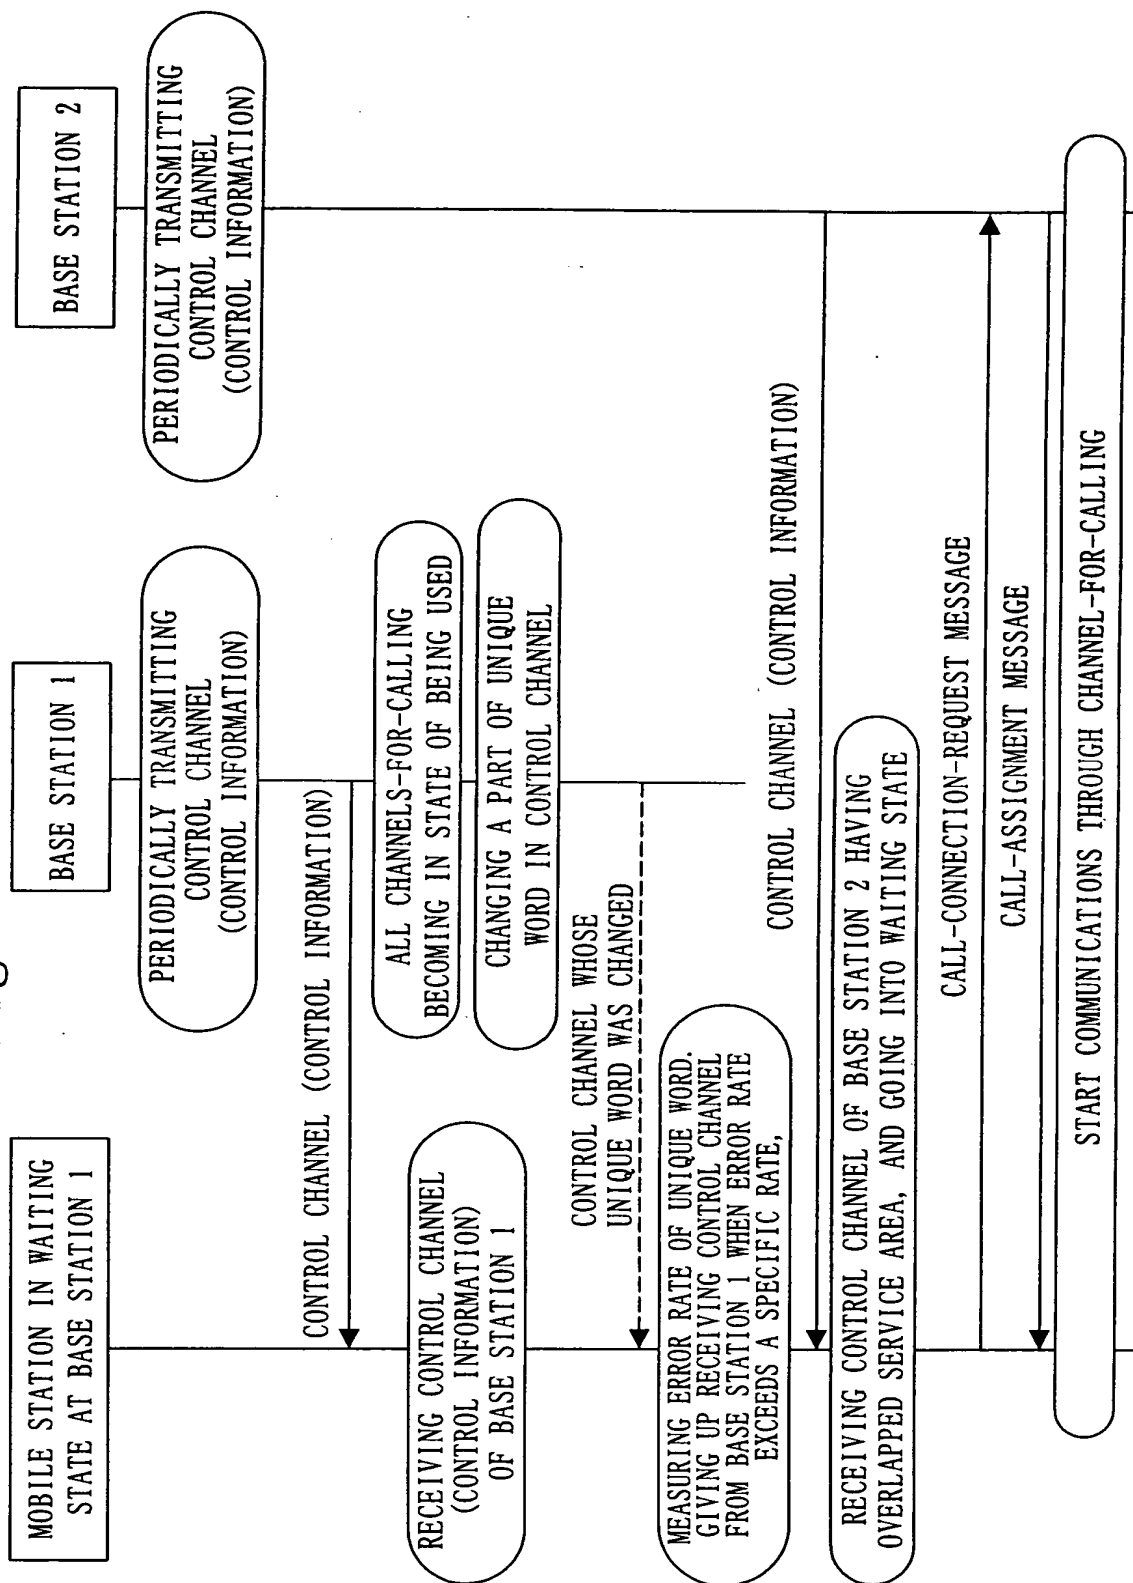 MOBILE STATION IN WAITING
STATE AT BASE STATION 1
BASE STATION 1
BASE STATION 2
PERIODICALLY TRANSMITTING
CONTROL CHANNEL
(CONTROL INFORMATION)
PERIODICALLY TRANSMITTING
CONTROL CHANNEL
(CONTROL INFORMATION)
CONTROL CHANNEL (CONTROL INFORMATION)
RECEIVING CONTROL CHANNEL
(CONTROL INFORMATION)
OF BASE STATION 1
ALL CHANNELS-FOR-CALLING
BECOMING IN STATE OF BEING USED
CHANGING A PART OF UNIQUE
WORD IN CONTROL CHANNEL
CONTROL CHANNEL WHOSE
UNIQUE WORD WAS CHANGED
MEASURING ERROR RATE OF UNIQUE WORD.
GIVING UP RECEIVING CONTROL CHANNEL
FROM BASE STATION 1 WHEN ERROR RATE
EXCEEDS A SPECIFIC RATE,
CONTROL CHANNEL (CONTROL INFORMATION)
RECEIVING CONTROL CHANNEL OF BASE STATION 2 HAVING
OVERLAPPED SERVICE AREA, AND GOING INTO WAITING STATE
CALL-CONNECTION-REQUEST MESSAGE
CALL-ASSIGNMENT MESSAGE
START COMMUNICATIONS THROUGH CHANNEL-FOR-CALLING